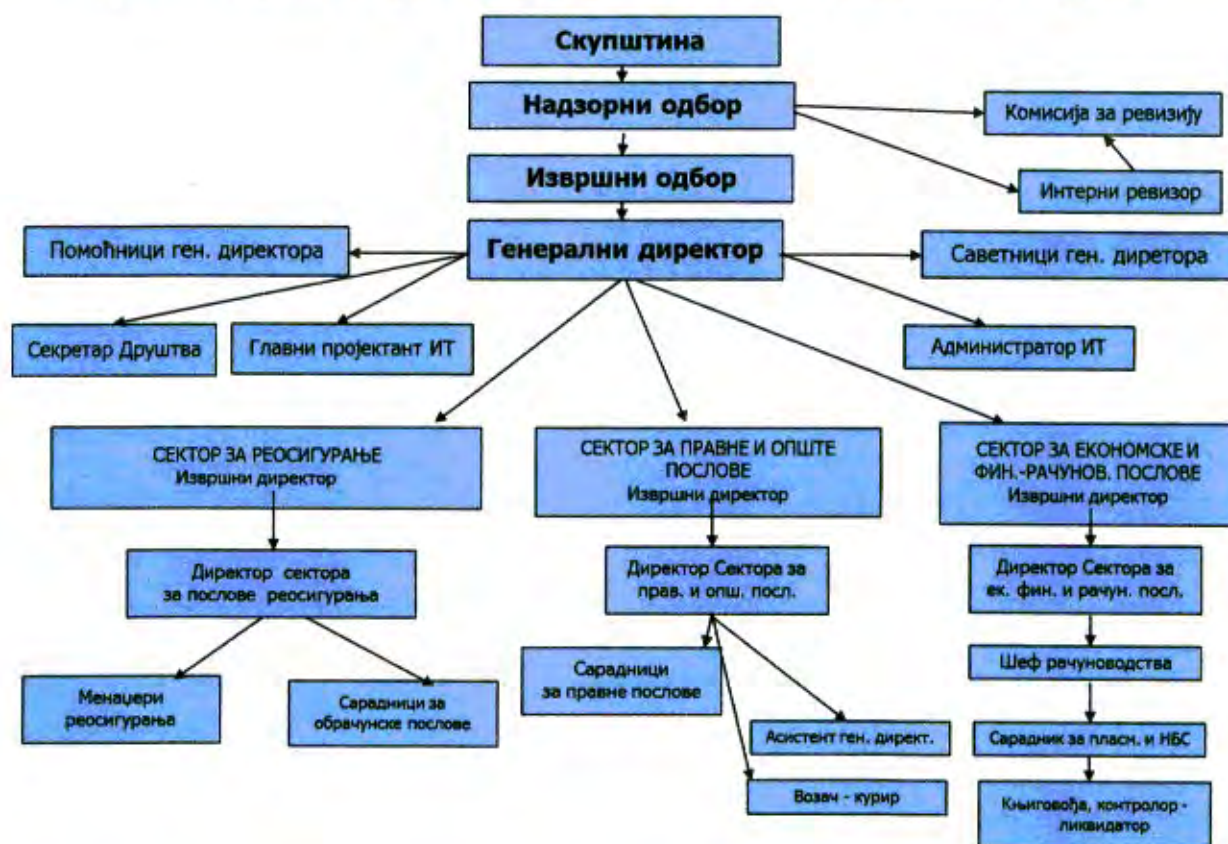 Скупштина
Надзорни одбор
Комисија за ревизију
Извршни одбор
Интерни ревизор
Помоћници ген. директора
Генерални директор
Саветници ген. диретора
Секретар Друштва
Главни пројектант ИТ
Администратор ИТ
СЕКТОР ЗА РЕОСИГУРАЊЕ
Извршни директор
СЕКТОР ЗА ПРАВНЕ И ОПШТЕ
ПОСЛОВЕ
Извршни директор
СЕКТОР ЗА ЕКОНОМСКЕ И
ФИН.-РАЧУНОВ. ПОСЛОВЕ
Извршни директор
Директор сектора
за послове реосигурања
Директор Сектора за
прав. и опш. посл.
Директор Сектора за
ек. фин. и рачун. посл.
Менаџери
реосигурања
Сарадници за
обрачунске послове
Сарадници
за правне послове
Шеф рачуноводства
Асистент ген. директ.
Сарадник за пласм. и НБС
Возач - курир
Књиговођа, контролор -
ликвидатор